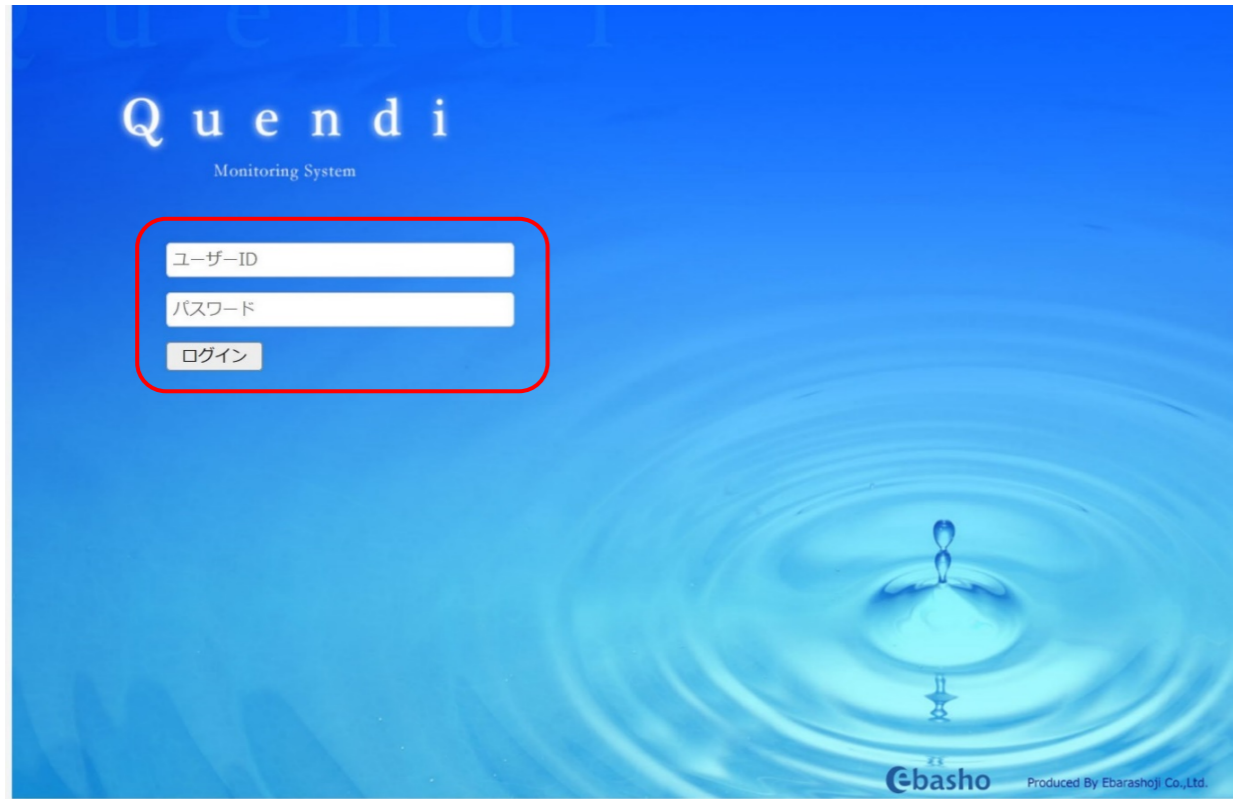 Quendi
Quendi
Monitoring System
ユーザーID
パスワード
ログイン
ebasho
Produced By Ebarashoji Co.,Ltd.